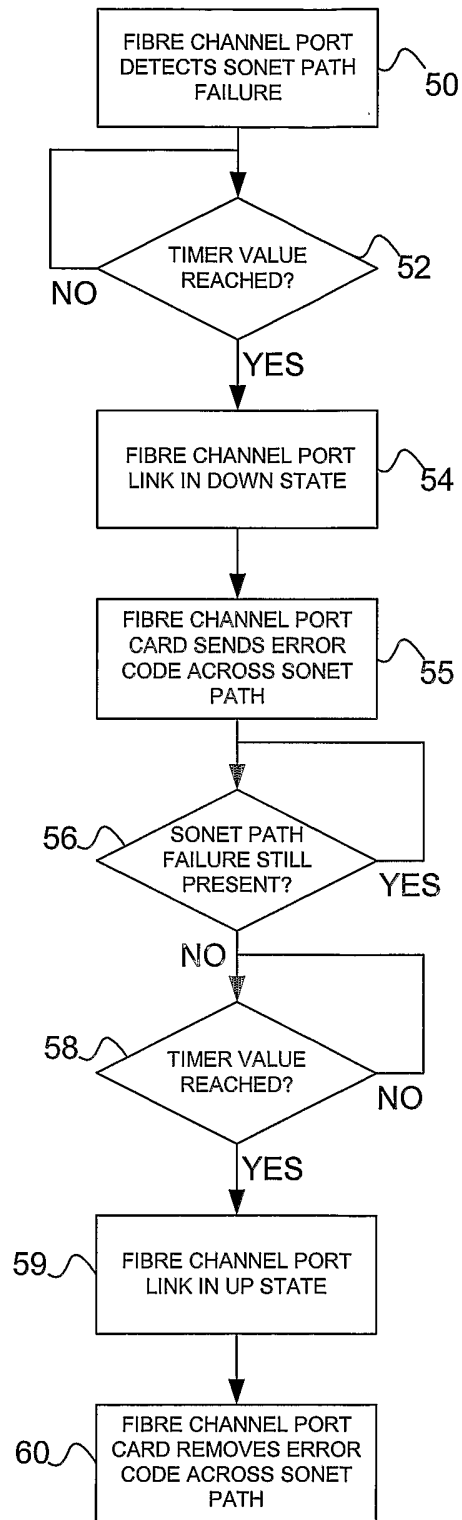 FIBRE CHANNEL PORT
DETECTS SONET PATH
FAILURE
50
TIMER VALUE
REACHED?
52
NO
YES
FIBRE CHANNEL PORT
LINK IN DOWN STATE
54
FIBRE CHANNEL PORT
CARD SENDS ERROR
CODE ACROSS SONET
PATH
55
56
SONET PATH
FAILURE STILL
PRESENT?
YES
NO
58
TIMER VALUE
REACHED?
NO
YES
59
FIBRE CHANNEL PORT
LINK IN UP STATE
60
FIBRE CHANNEL PORT
CARD REMOVES ERROR
CODE ACROSS SONET
PATH